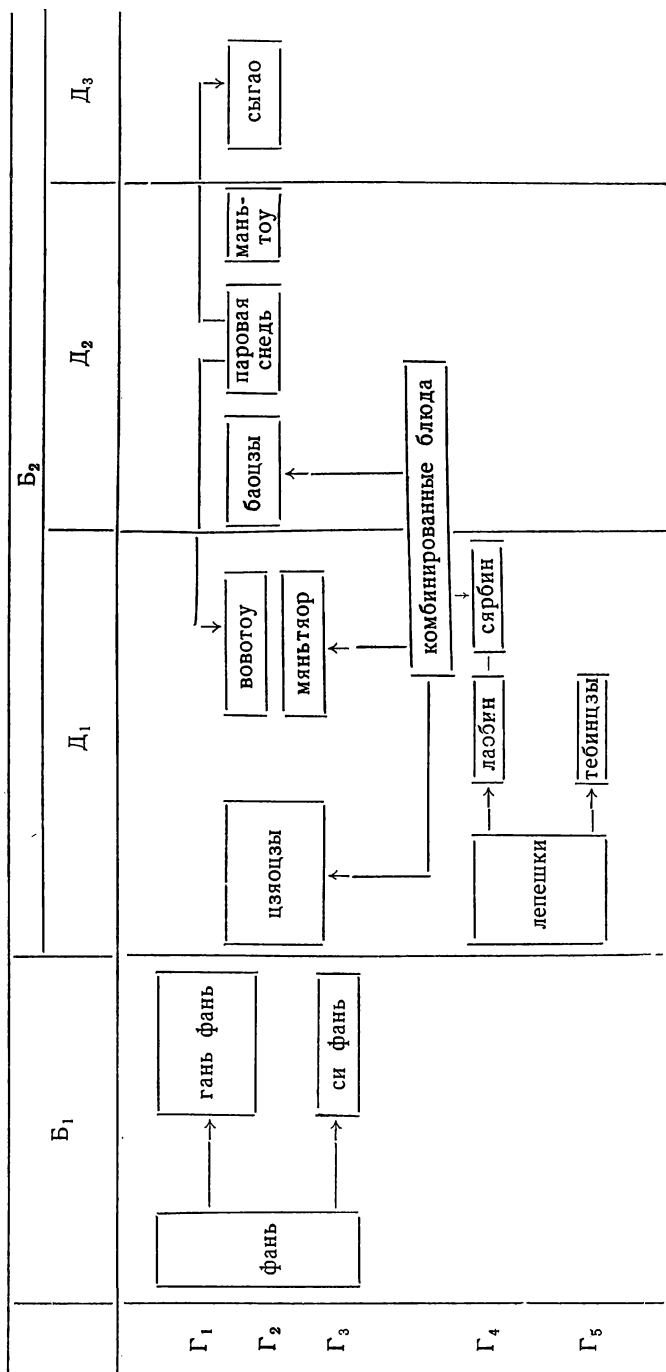 Б₂
Б₁
Д₁
Д₂
Д₃
Г₁
Г₂
Г₃
Г₄
Г₅
фань
гань фань
си фань
цзяоцзы
вовотоу
мяньтяор
баоцзы
паровая
снедь
мань-
тоу
сыгао
комбинированные блюда
лепешки
лаобин
сярбин
тебинцзы